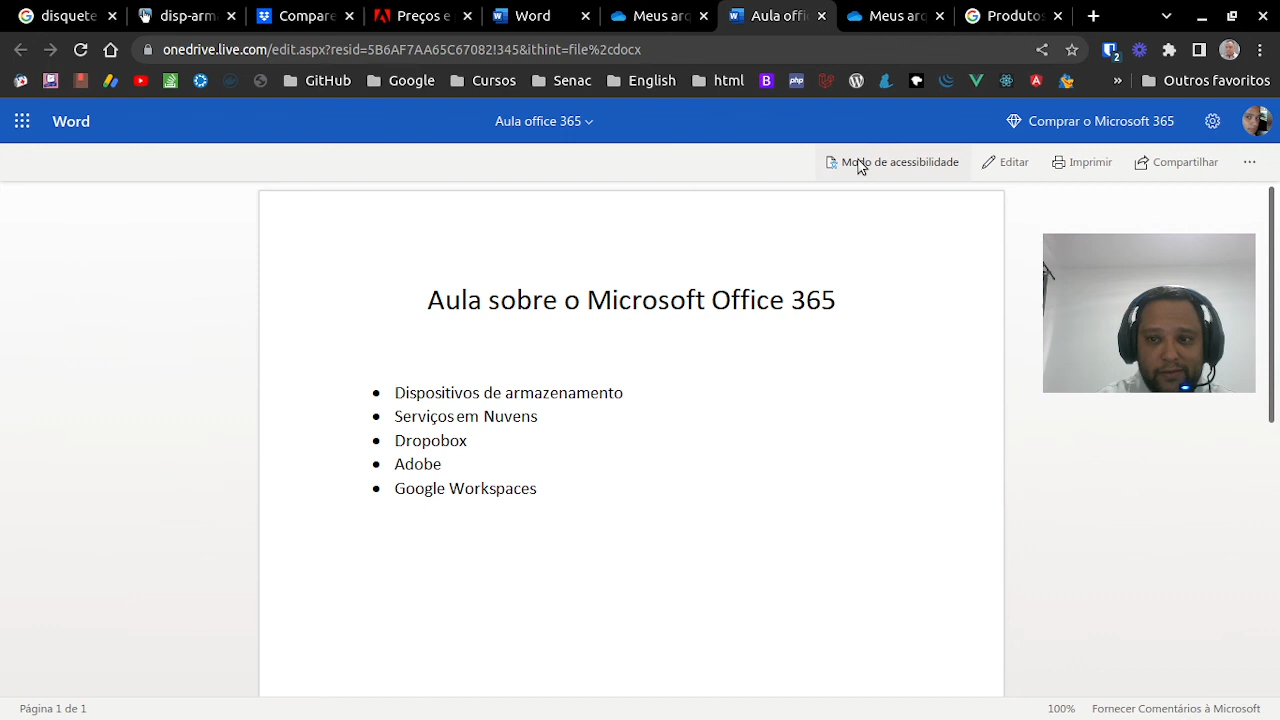 disquete
disp-arm
Compare
Preços e p
Word
Meus arq
Aula offic
Meus arq
Produtos
onedrive.live.com/edit.aspx?resid=5B6AF7AA65C67082!345&ithint=file%2cdocx
2
GitHub
Google
Cursos
Senac
English
html
Outros favoritos
Word
Aula office 365
Comprar o Microsoft 365
Modo de acessibilidade
Editar
Imprimir
Compartilhar
Aula sobre o Microsoft Office 365
• Dispositivos de armazenamento
• Serviços em Nuvens
• Dropobox
• Adobe
• Google Workspaces
Página 1 de 1
100%
Fornecer Comentários à Microsoft